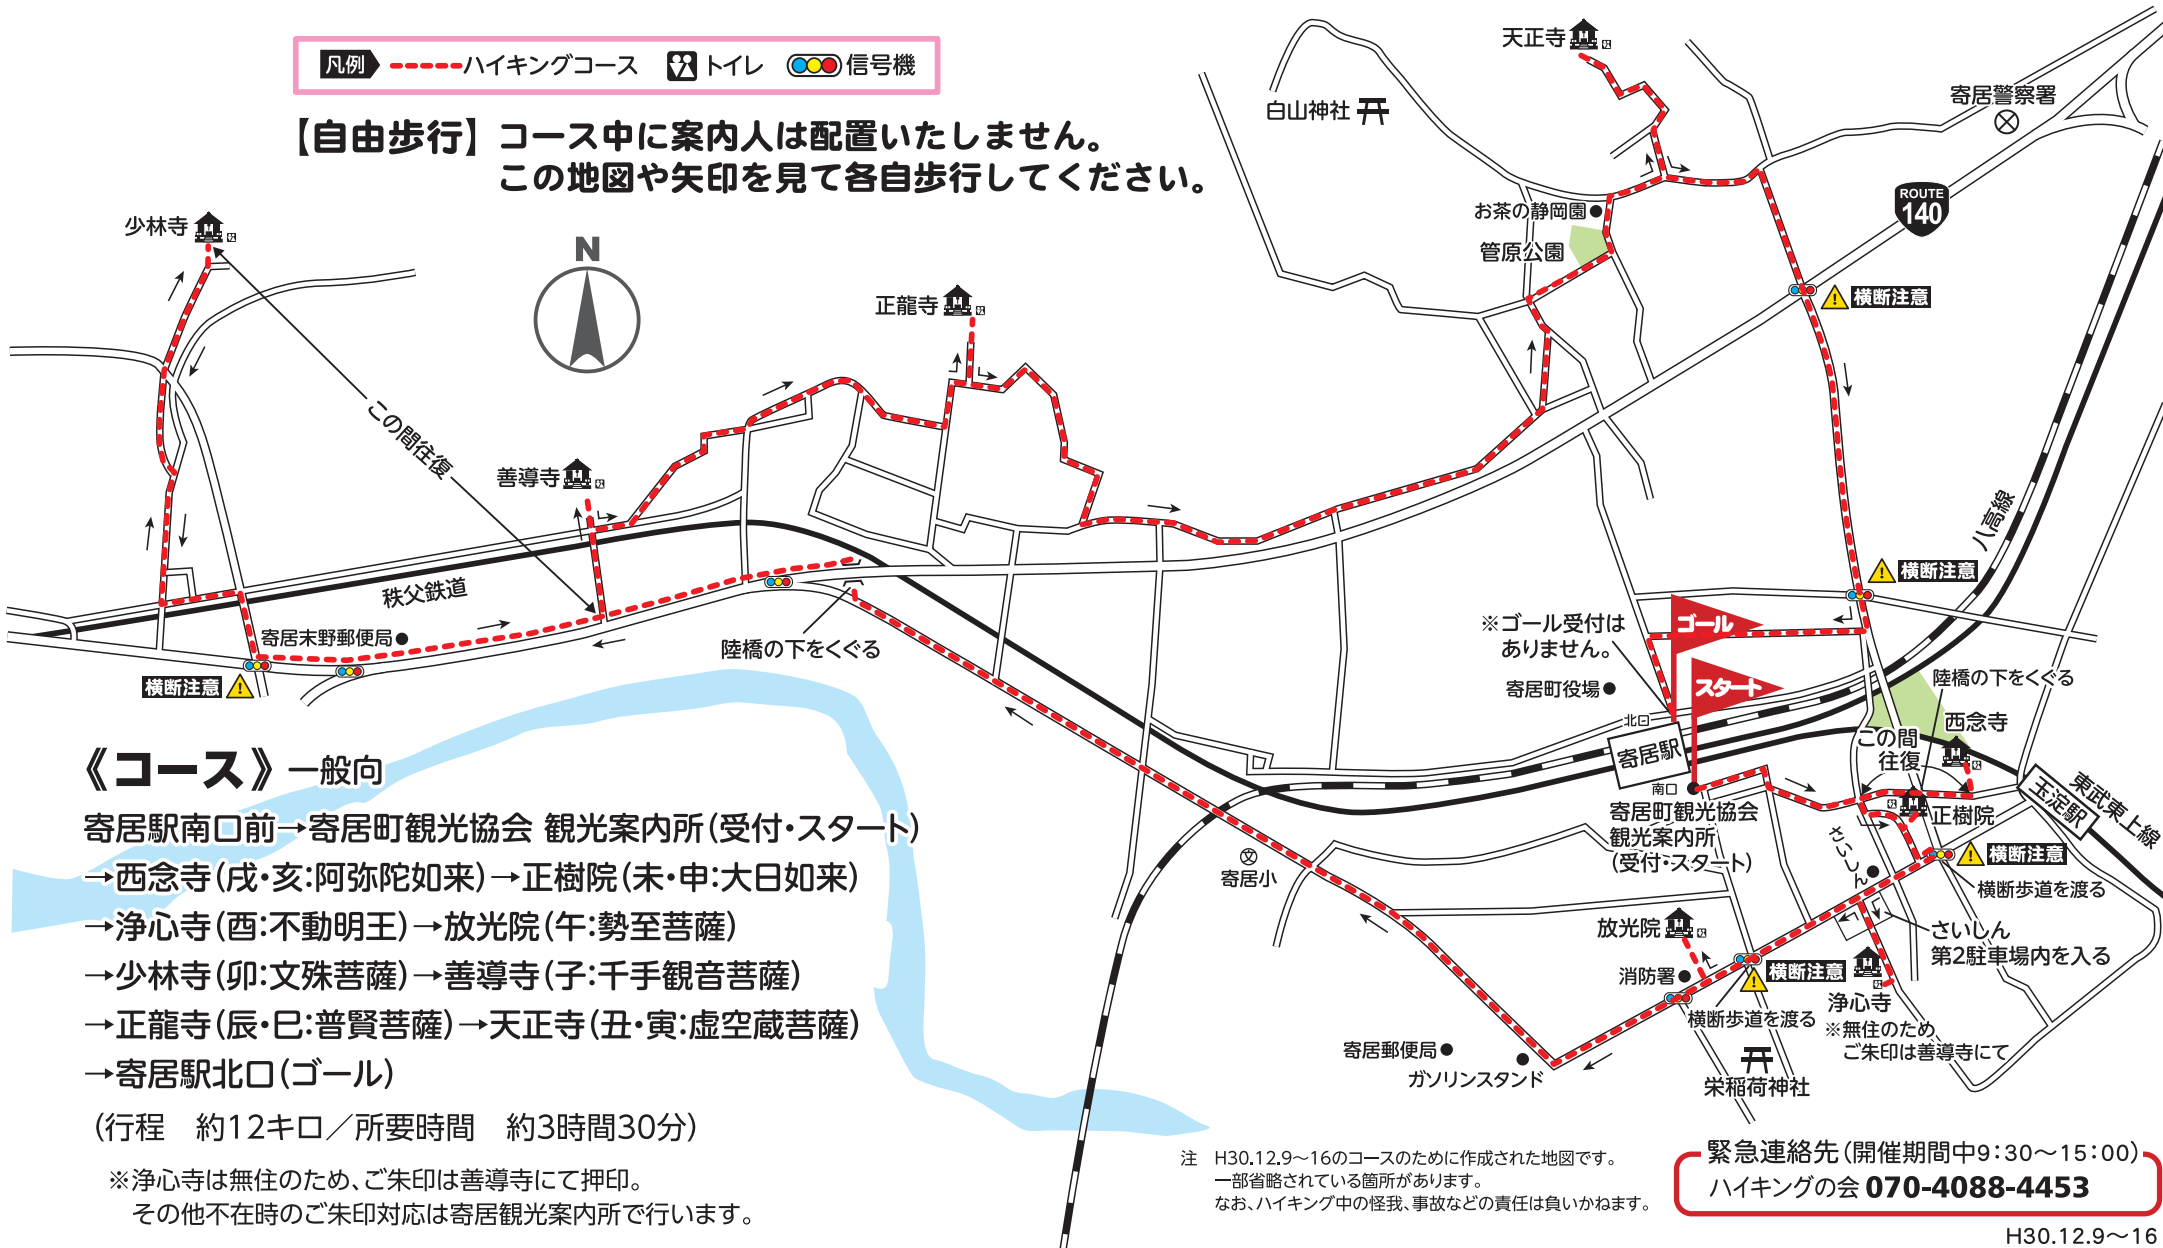 凡例 ハイキングコース トイレ 信号機
【自由歩行】コース中に案内人は配置いたしません。
この地図や矢印を見て各自歩行してください。
天正寺
白山神社
寄居警察署
ROUTE
140
お茶の静岡園
管原公園
横断注意
少林寺
N
正龍寺
この間往復
善導寺
秩父鉄道
寄居末野郵便局
横断注意
陸橋の下をくぐる
八高線
横断注意
ゴール
※ゴール受付は
ありません。
スタート
寄居町役場
北口
寄居駅
南口
寄居町観光協会
観光案内所
(受付・スタート)
陸橋の下をくぐる
西念寺
この間
往復
正樹院
玉淀駅
東武東上線
さいしん
横断注意
横断歩道を渡る
さいしん
第2駐車場内を入る
文
寄居小
放光院
消防署
横断注意
横断歩道を渡る
浄心寺
※無住のため
ご朱印は善導寺にて
寄居郵便局
ガソリンスタンド
栄稲荷神社
《コース》一般向
寄居駅南口前→寄居町観光協会 観光案内所(受付・スタート)
→西念寺(戌・亥:阿弥陀如来)→正樹院(未・申:大日如来)
→浄心寺(酉:不動明王)→放光院(午:勢至菩薩)
→少林寺(卯:文殊菩薩)→善導寺(子:千手観音菩薩)
→正龍寺(辰・巳:普賢菩薩)→天正寺(丑・寅:虚空蔵菩薩)
→寄居駅北口(ゴール)
(行程 約12キロ／所要時間 約3時間30分)
※浄心寺は無住のため、ご朱印は善導寺にて押印。
その他不在時のご朱印対応は寄居観光案内所で行います。
注 H30.12.9〜16のコースのために作成された地図です。
一部省略されている箇所があります。
なお、ハイキング中の怪我、事故などの責任は負いかねます。
緊急連絡先(開催期間中9:30〜15:00)
ハイキングの会 070-4088-4453
H30.12.9〜16